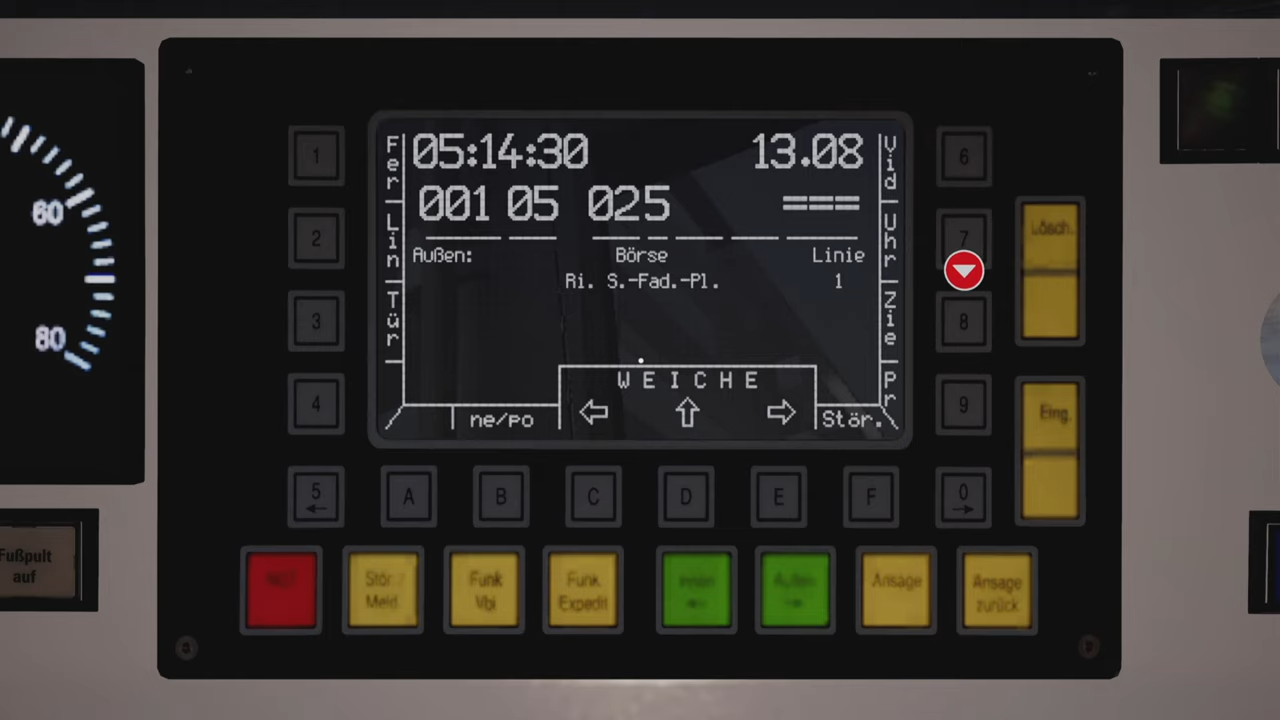 60
80
Fußpult
auf
1
2
3
4
5
←
6
7
8
9
0
→
Fer
Lin
Tür
05:14:30 13.08
001 05 025 ===
Außen: Börse Linie
Ri. S.-Fad.-Pl. 1
WEICHE
ne/po ← ↑ → Stör.
Vid
Uhr
Zie
Pr
Lösch.
Eing.
A B C D E F
NOT
Stör./
Meld.
Funk
Vbi
Funk
Expedit
Innen
Außen
Ansage
Ansage
zurück